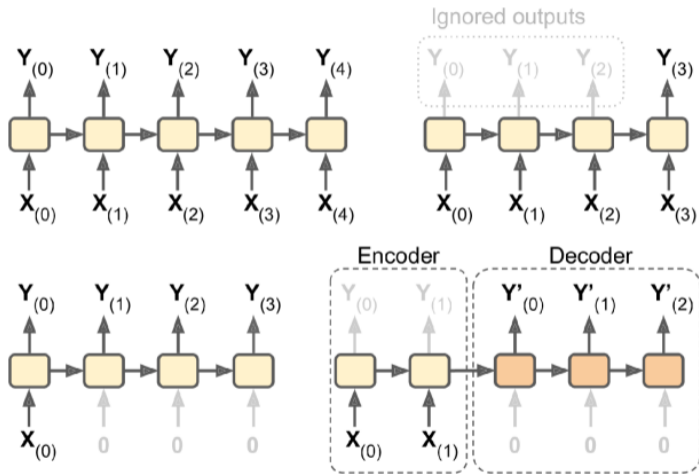 Ignored outputs
Y(0) Y(1) Y(2) Y(3) Y(4)
Y(0) Y(1) Y(2) Y(3)
X(0) X(1) X(2) X(3) X(4)
X(0) X(1) X(2) X(3)
Encoder
Decoder
Y(0) Y(1) Y(2) Y(3)
Y(0) Y(1)
Y'(0) Y'(1) Y'(2)
X(0) 0 0 0
X(0) X(1)
0 0 0